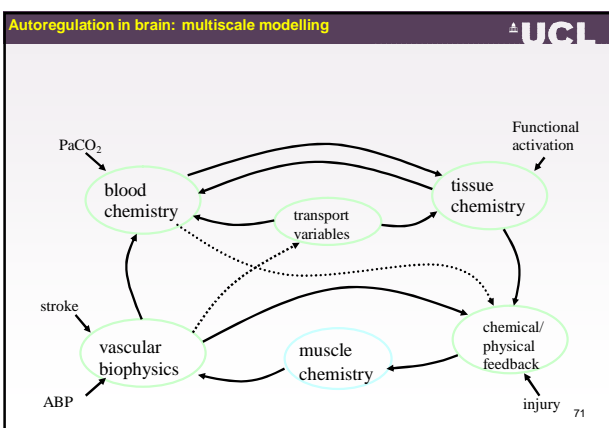 Autoregulation in brain: multiscale modelling
UCL
Functional
activation
PaCO₂
blood
chemistry
tissue
chemistry
transport
variables
stroke
chemical/
physical
feedback
vascular
biophysics
muscle
chemistry
ABP
injury
71